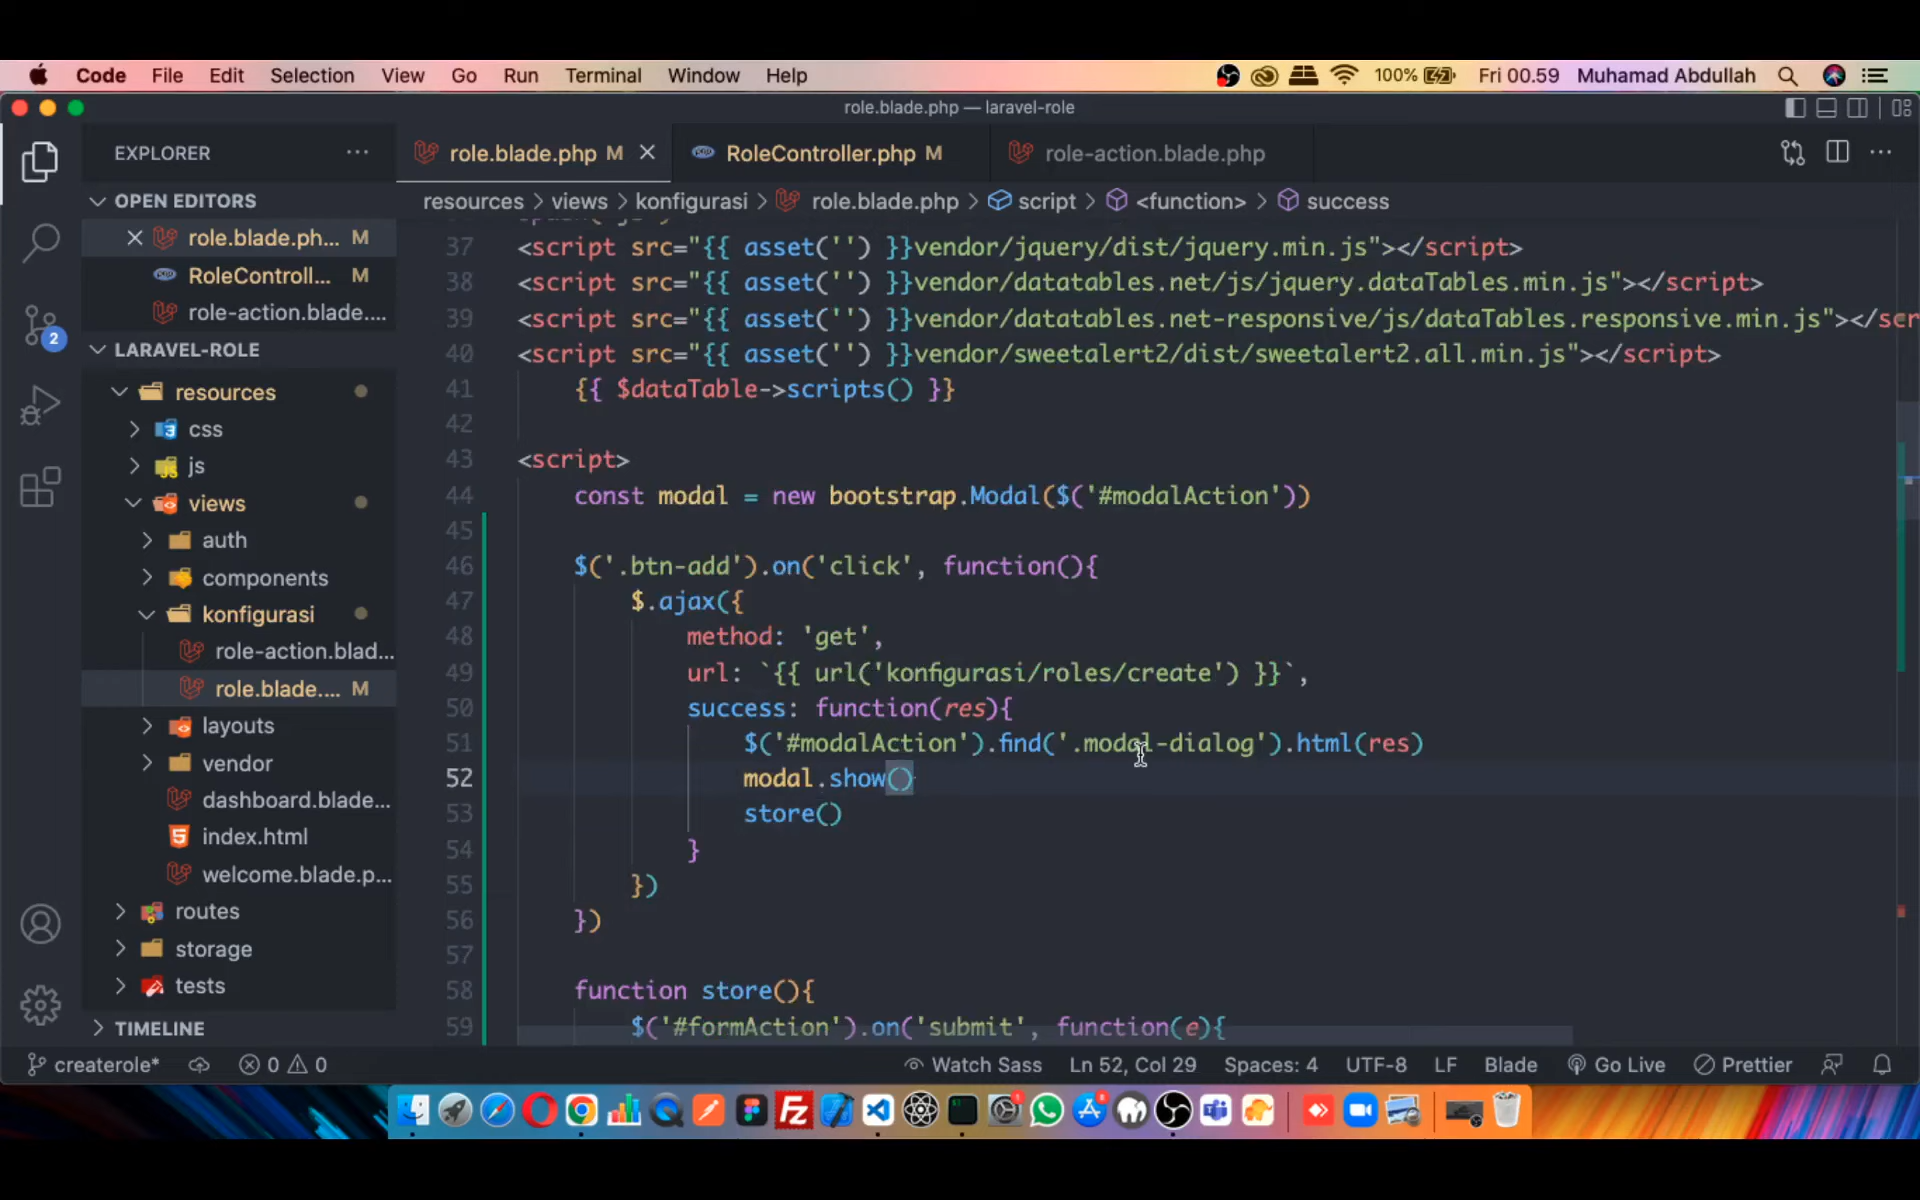 Code File Edit Selection View Go Run Terminal Window Help 100% Fri 00.59 Muhamad Abdullah
role.blade.php — laravel-role
EXPLORER ··· role.blade.php M RoleController.php M role-action.blade.php ···
OPEN EDITORS
resources > views > konfigurasi > role.blade.php > script > <function> > success
role.blade.ph... M
RoleControll... M
role-action.blade....
LARAVEL-ROLE
resources
css
js
views
auth
components
konfigurasi
role-action.blad...
role.blade.... M
layouts
vendor
dashboard.blade...
index.html
welcome.blade.p...
routes
storage
tests
TIMELINE
2
37 <script src="{{ asset('') }}vendor/jquery/dist/jquery.min.js"></script>
38 <script src="{{ asset('') }}vendor/datatables.net/js/jquery.dataTables.min.js"></script>
39 <script src="{{ asset('') }}vendor/datatables.net-responsive/js/dataTables.responsive.min.js"></scr
40 <script src="{{ asset('') }}vendor/sweetalert2/dist/sweetalert2.all.min.js"></script>
41 {{ $dataTable->scripts() }}
42
43 <script>
44 const modal = new bootstrap.Modal($('#modalAction'))
45
46 $('.btn-add').on('click', function(){
47 $.ajax({
48 method: 'get',
49 url: `{{ url('konfigurasi/roles/create') }}`,
50 success: function(res){
51 $('#modalAction').find('.modal-dialog').html(res)
52 modal.show()
53 store()
54 }
55 })
56 })
57
58 function store(){
59 $('#formAction').on('submit', function(e){
createrole* 0 0 Watch Sass Ln 52, Col 29 Spaces: 4 UTF-8 LF Blade Go Live Prettier